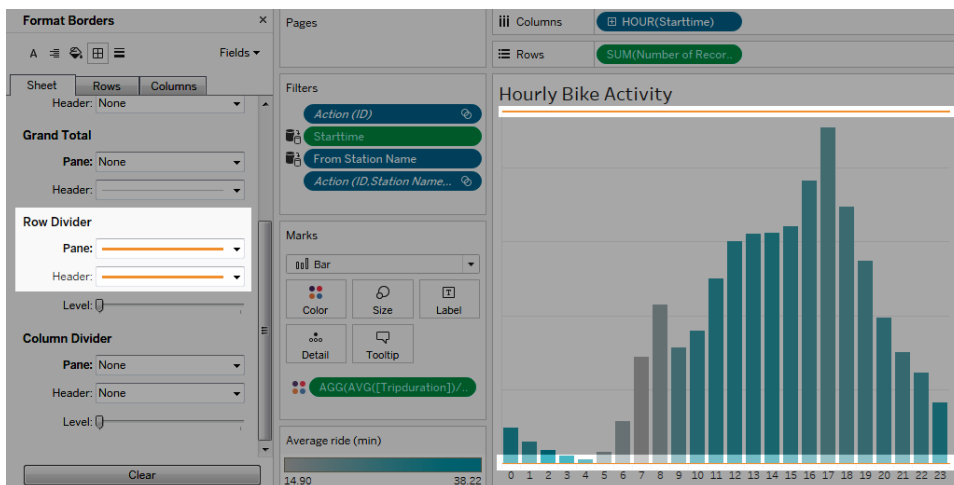 Format Borders ×
A Fields
Sheet Rows Columns
Header: None
Grand Total
Pane: None
Header:
Row Divider
Pane:
Header:
Level:
Column Divider
Pane: None
Header: None
Level:
Clear
Pages
Filters
Action (ID)
Starttime
From Station Name
Action (ID,Station Name...
Marks
Bar
Color Size Label
Detail Tooltip
AGG(AVG([Tripduration])/..
Average ride (min)
14.90 38.22
iii Columns HOUR(Starttime)
Rows SUM(Number of Recor..
Hourly Bike Activity
0 1 2 3 4 5 6 7 8 9 10 11 12 13 14 15 16 17 18 19 20 21 22 23